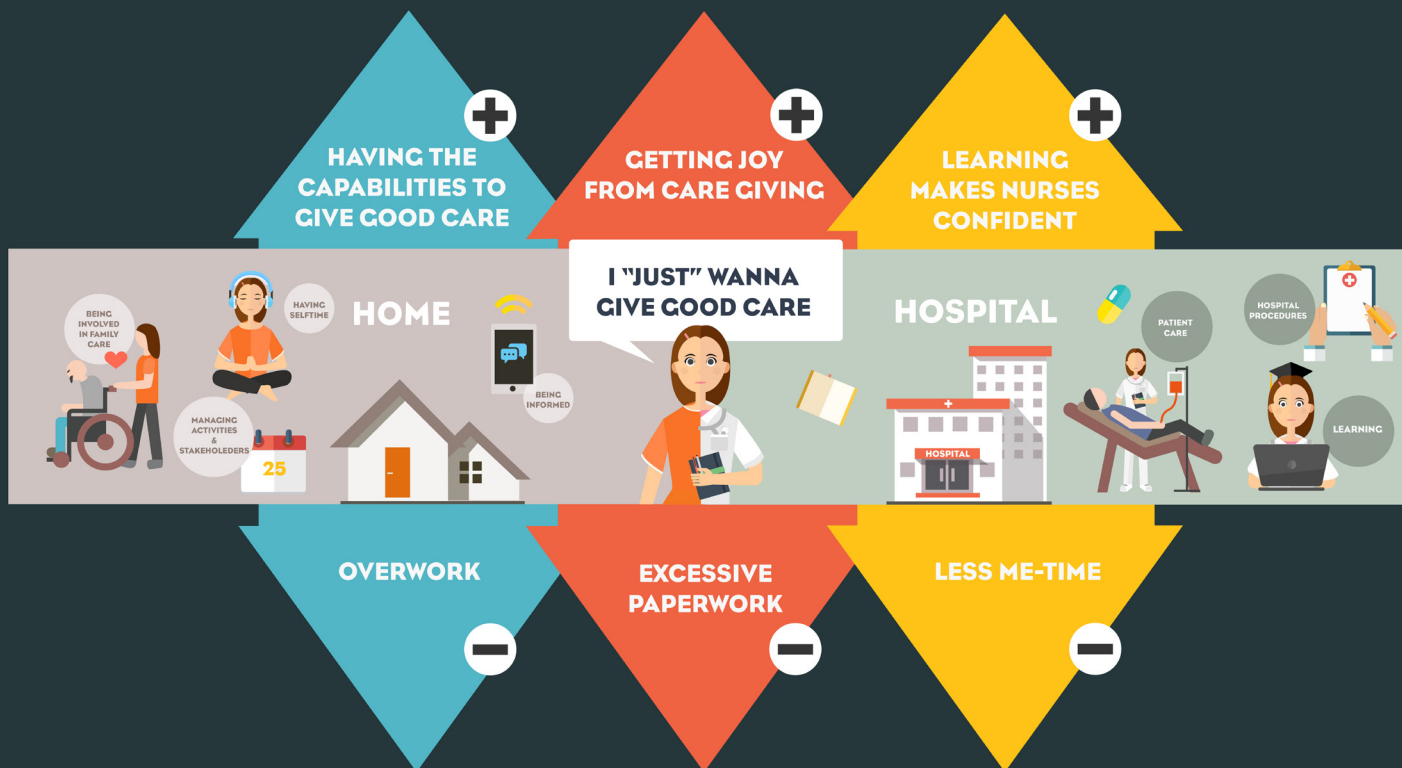 HAVING THE
CAPABILITIES TO
GIVE GOOD CARE
GETTING JOY
FROM CARE GIVING
LEARNING
MAKES NURSES
CONFIDENT
BEING
INVOLVED
IN FAMILY
CARE
HAVING
SELFTIME
HOME
MANAGING
ACTIVITIES
&
STAKEHOLEDERS
25
BEING
INFORMED
I "JUST" WANNA
GIVE GOOD CARE
HOSPITAL
HOSPITAL
PATIENT
CARE
HOSPITAL
PROCEDURES
LEARNING
OVERWORK
EXCESSIVE
PAPERWORK
LESS ME-TIME